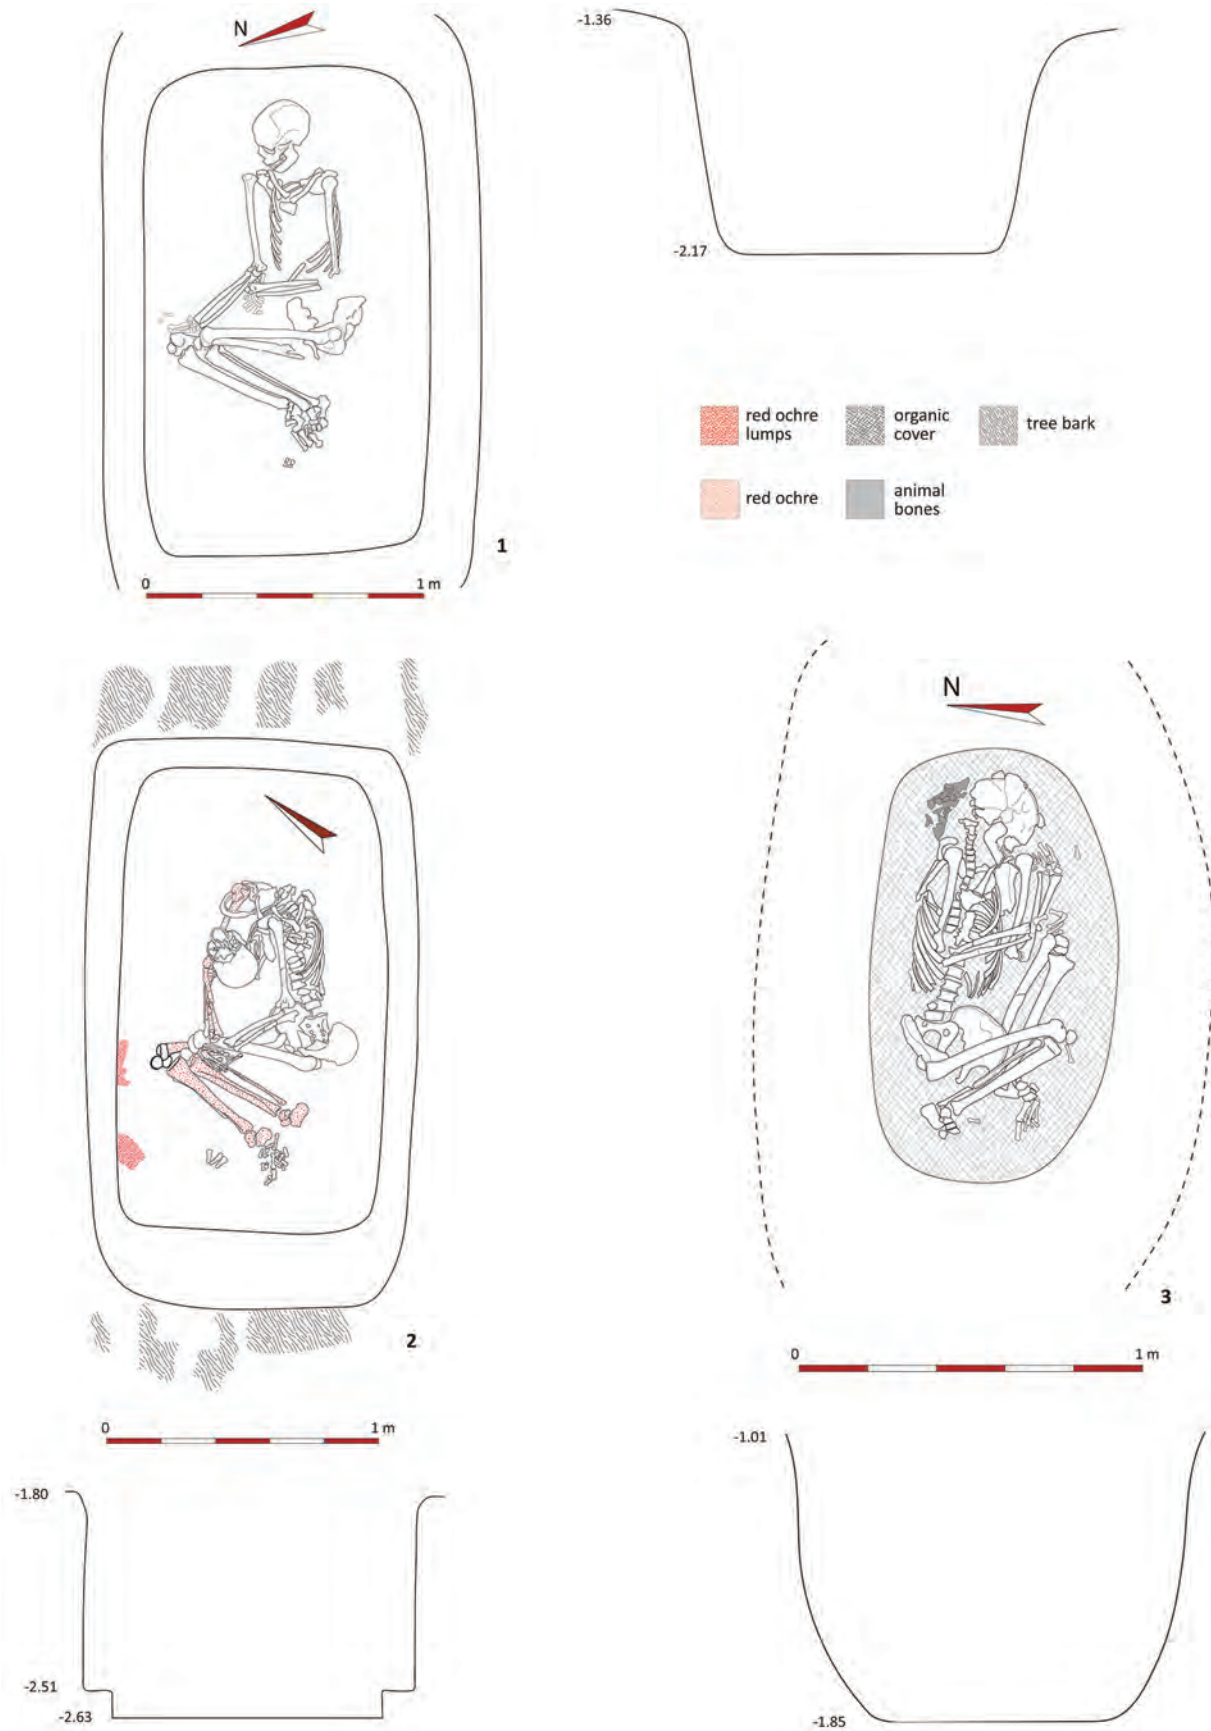 N
-1.36
-2.17
red ochre
lumps
organic
cover
tree bark
red ochre
animal
bones
1
0 1 m
N
2
3
0 1 m
0 1 m
-1.01
-1.80
-2.51
-2.63
-1.85